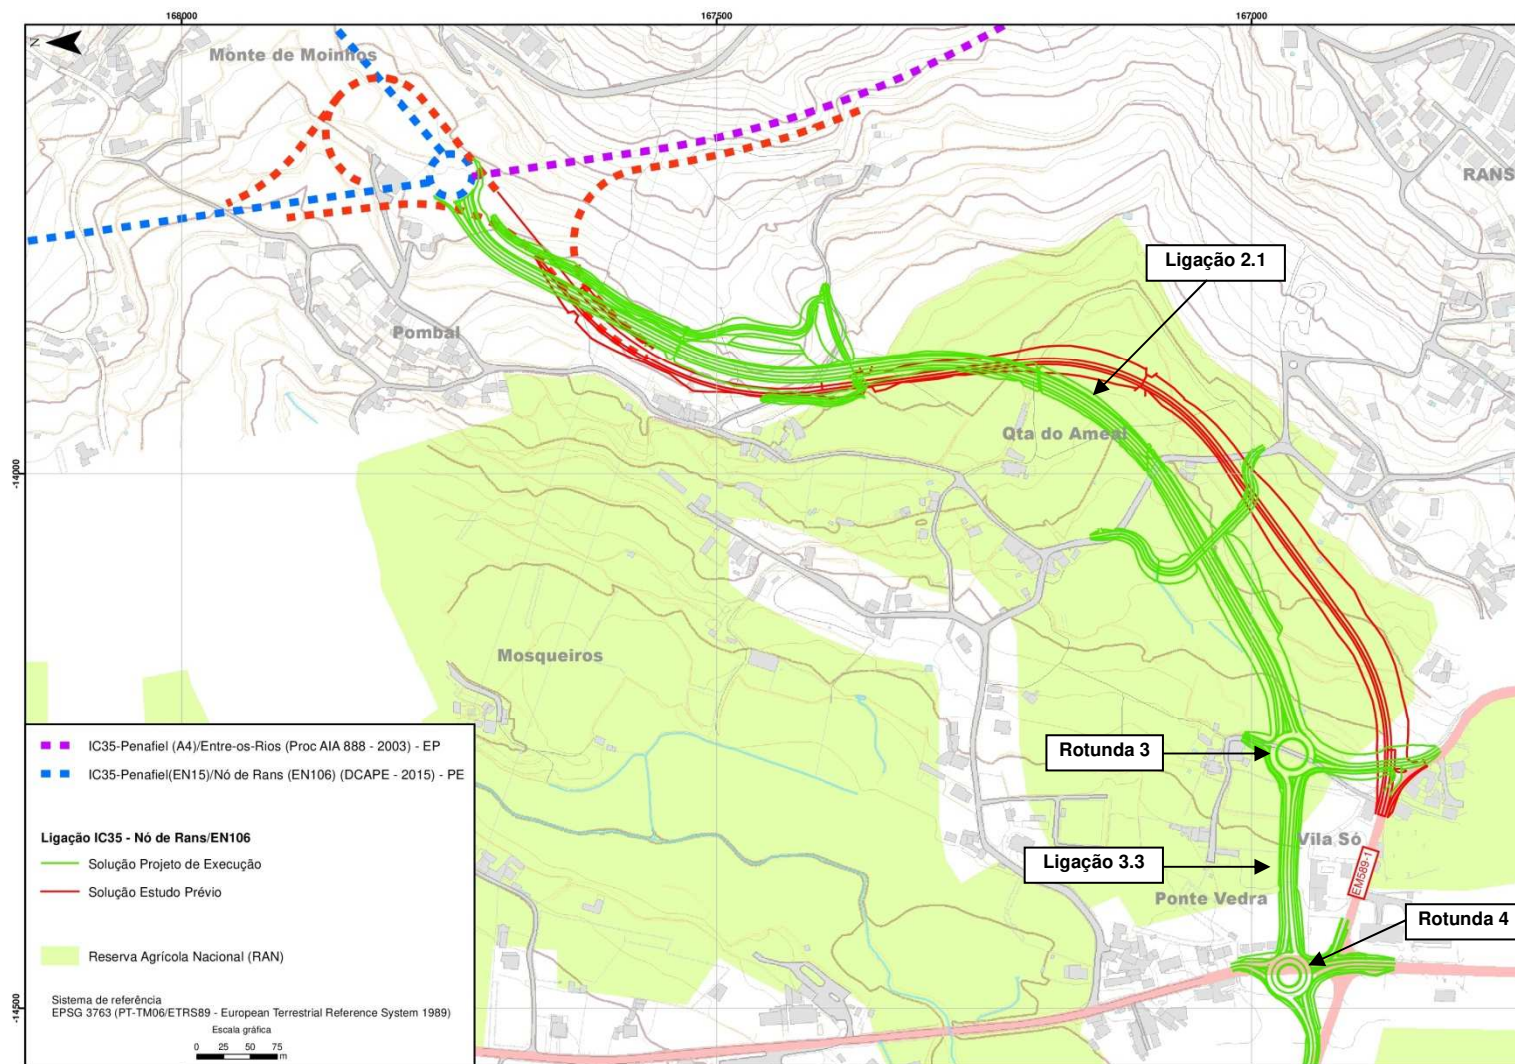 168000
167500
167000
N
Monte de Moinhos
RANS
Ligação 2.1
Pombal
Qta do Ameal
-14000
Mosqueiros
IC35-Penafiel (A4)/Entre-os-Rios (Proc AIA 888 - 2003) - EP
Rotunda 3
IC35-Penafiel(EN15)/Nó de Rans (EN106) (DCAPE - 2015) - PE
Ligação IC35 - Nó de Rans/EN106
Vila Só
Solução Projeto de Execução
Ligação 3.3
EM589-1
Solução Estudo Prévio
Ponte Vedra
Rotunda 4
Reserva Agrícola Nacional (RAN)
Sistema de referência
EPSG 3763 (PT-TM06/ETRS89 - European Terrestrial Reference System 1989)
-14500
Escala gráfica
0 25 50 75
m